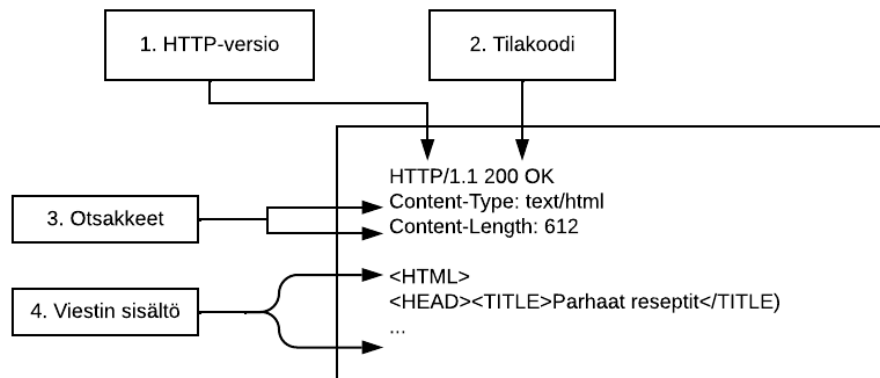 1. HTTP-versio
2. Tilakoodi
HTTP/1.1 200 OK
Content-Type: text/html
3. Otsakkeet
Content-Length: 612
<HTML>
<HEAD><TITLE>Parhaat reseptit</TITLE)
4. Viestin sisältö
...